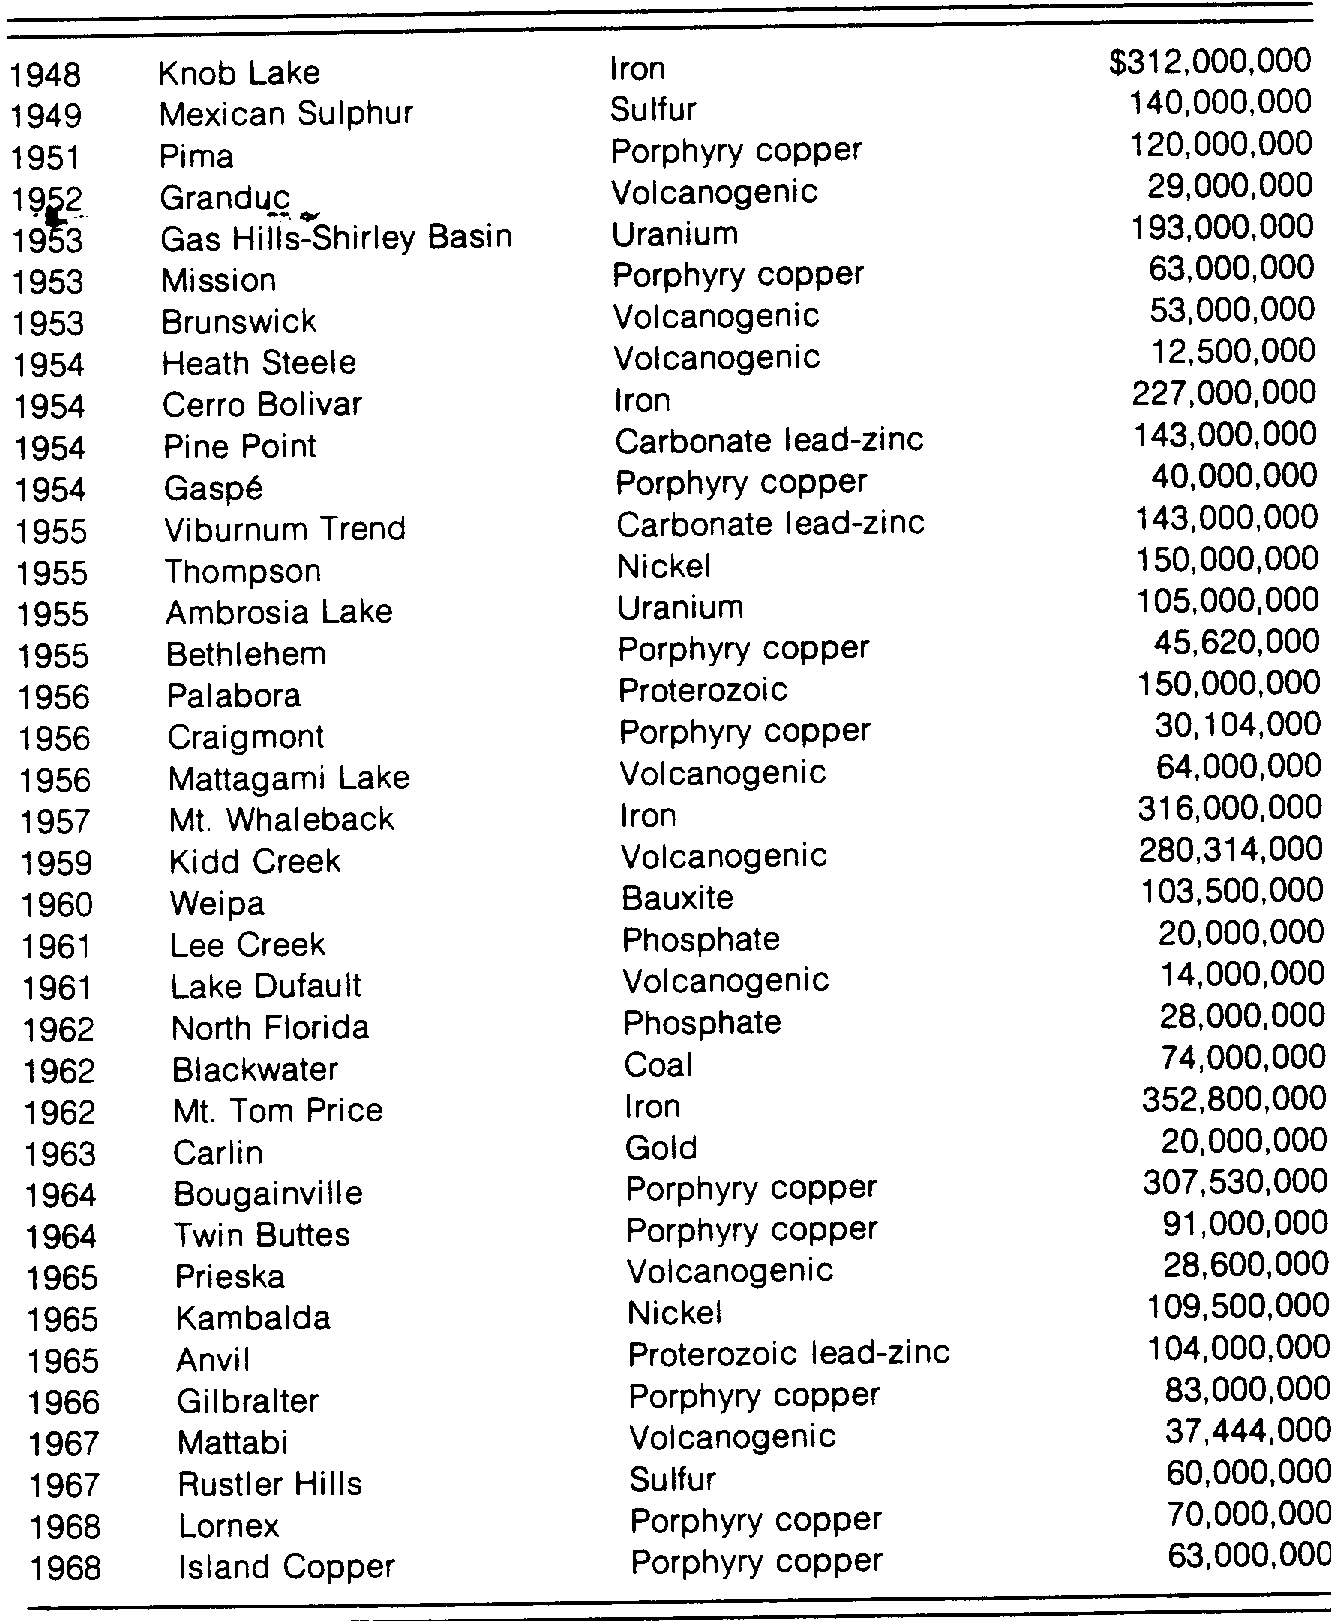 1948 Knob Lake Iron $312,000,000
1949 Mexican Sulphur Sulfur 140,000,000
1951 Pima Porphyry copper 120,000,000
1952 Granduc Volcanogenic 29,000,000
1953 Gas Hills-Shirley Basin Uranium 193,000,000
1953 Mission Porphyry copper 63,000,000
1953 Brunswick Volcanogenic 53,000,000
1954 Heath Steele Volcanogenic 12,500,000
1954 Cerro Bolivar Iron 227,000,000
1954 Pine Point Carbonate lead-zinc 143,000,000
1954 Gaspé Porphyry copper 40,000,000
1955 Viburnum Trend Carbonate lead-zinc 143,000,000
1955 Thompson Nickel 150,000,000
1955 Ambrosia Lake Uranium 105,000,000
1955 Bethlehem Porphyry copper 45,620,000
1956 Palabora Proterozoic 150,000,000
1956 Craigmont Porphyry copper 30,104,000
1956 Mattagami Lake Volcanogenic 64,000,000
1957 Mt. Whaleback Iron 316,000,000
1959 Kidd Creek Volcanogenic 280,314,000
1960 Weipa Bauxite 103,500,000
1961 Lee Creek Phosphate 20,000,000
1961 Lake Dufault Volcanogenic 14,000,000
1962 North Florida Phosphate 28,000,000
1962 Blackwater Coal 74,000,000
1962 Mt. Tom Price Iron 352,800,000
1963 Carlin Gold 20,000,000
1964 Bougainville Porphyry copper 307,530,000
1964 Twin Buttes Porphyry copper 91,000,000
1965 Prieska Volcanogenic 28,600,000
1965 Kambalda Nickel 109,500,000
1965 Anvil Proterozoic lead-zinc 104,000,000
1966 Gilbralter Porphyry copper 83,000,000
1967 Mattabi Volcanogenic 37,444,000
1967 Rustler Hills Sulfur 60,000,000
1968 Lornex Porphyry copper 70,000,000
1968 Island Copper Porphyry copper 63,000,000